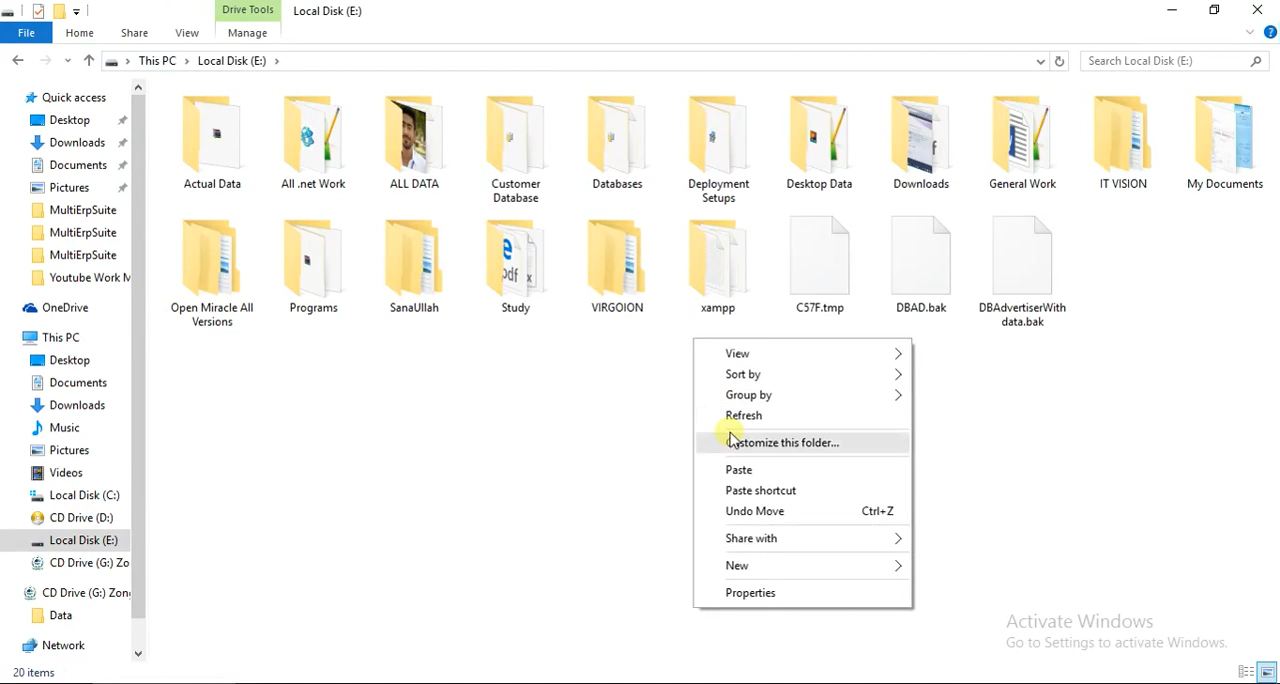 Drive Tools Local Disk (E:)
File Home Share View Manage
This PC Local Disk (E:) Search Local Disk (E:)
Quick access
Desktop
Downloads
Documents
Pictures
MultiErpSuite
MultiErpSuite
MultiErpSuite
Youtube Work M
OneDrive
This PC
Desktop
Documents
Downloads
Music
Pictures
Videos
Local Disk (C:)
CD Drive (D:)
Local Disk (E:)
CD Drive (G:) Zo
CD Drive (G:) Zon
Data
Network
Actual Data
All .net Work
ALL DATA
Customer
Database
Databases
Deployment
Setups
Desktop Data
Downloads
General Work
IT VISION
My Documents
Open Miracle All
Versions
Programs
SanaUllah
Study
VIRGOION
xampp
C57F.tmp
DBAD.bak
DBAdvertiserWith
data.bak
View
Sort by
Group by
Refresh
Customize this folder...
Paste
Paste shortcut
Undo Move Ctrl+Z
Share with
New
Properties
Activate Windows
Go to Settings to activate Windows.
20 items